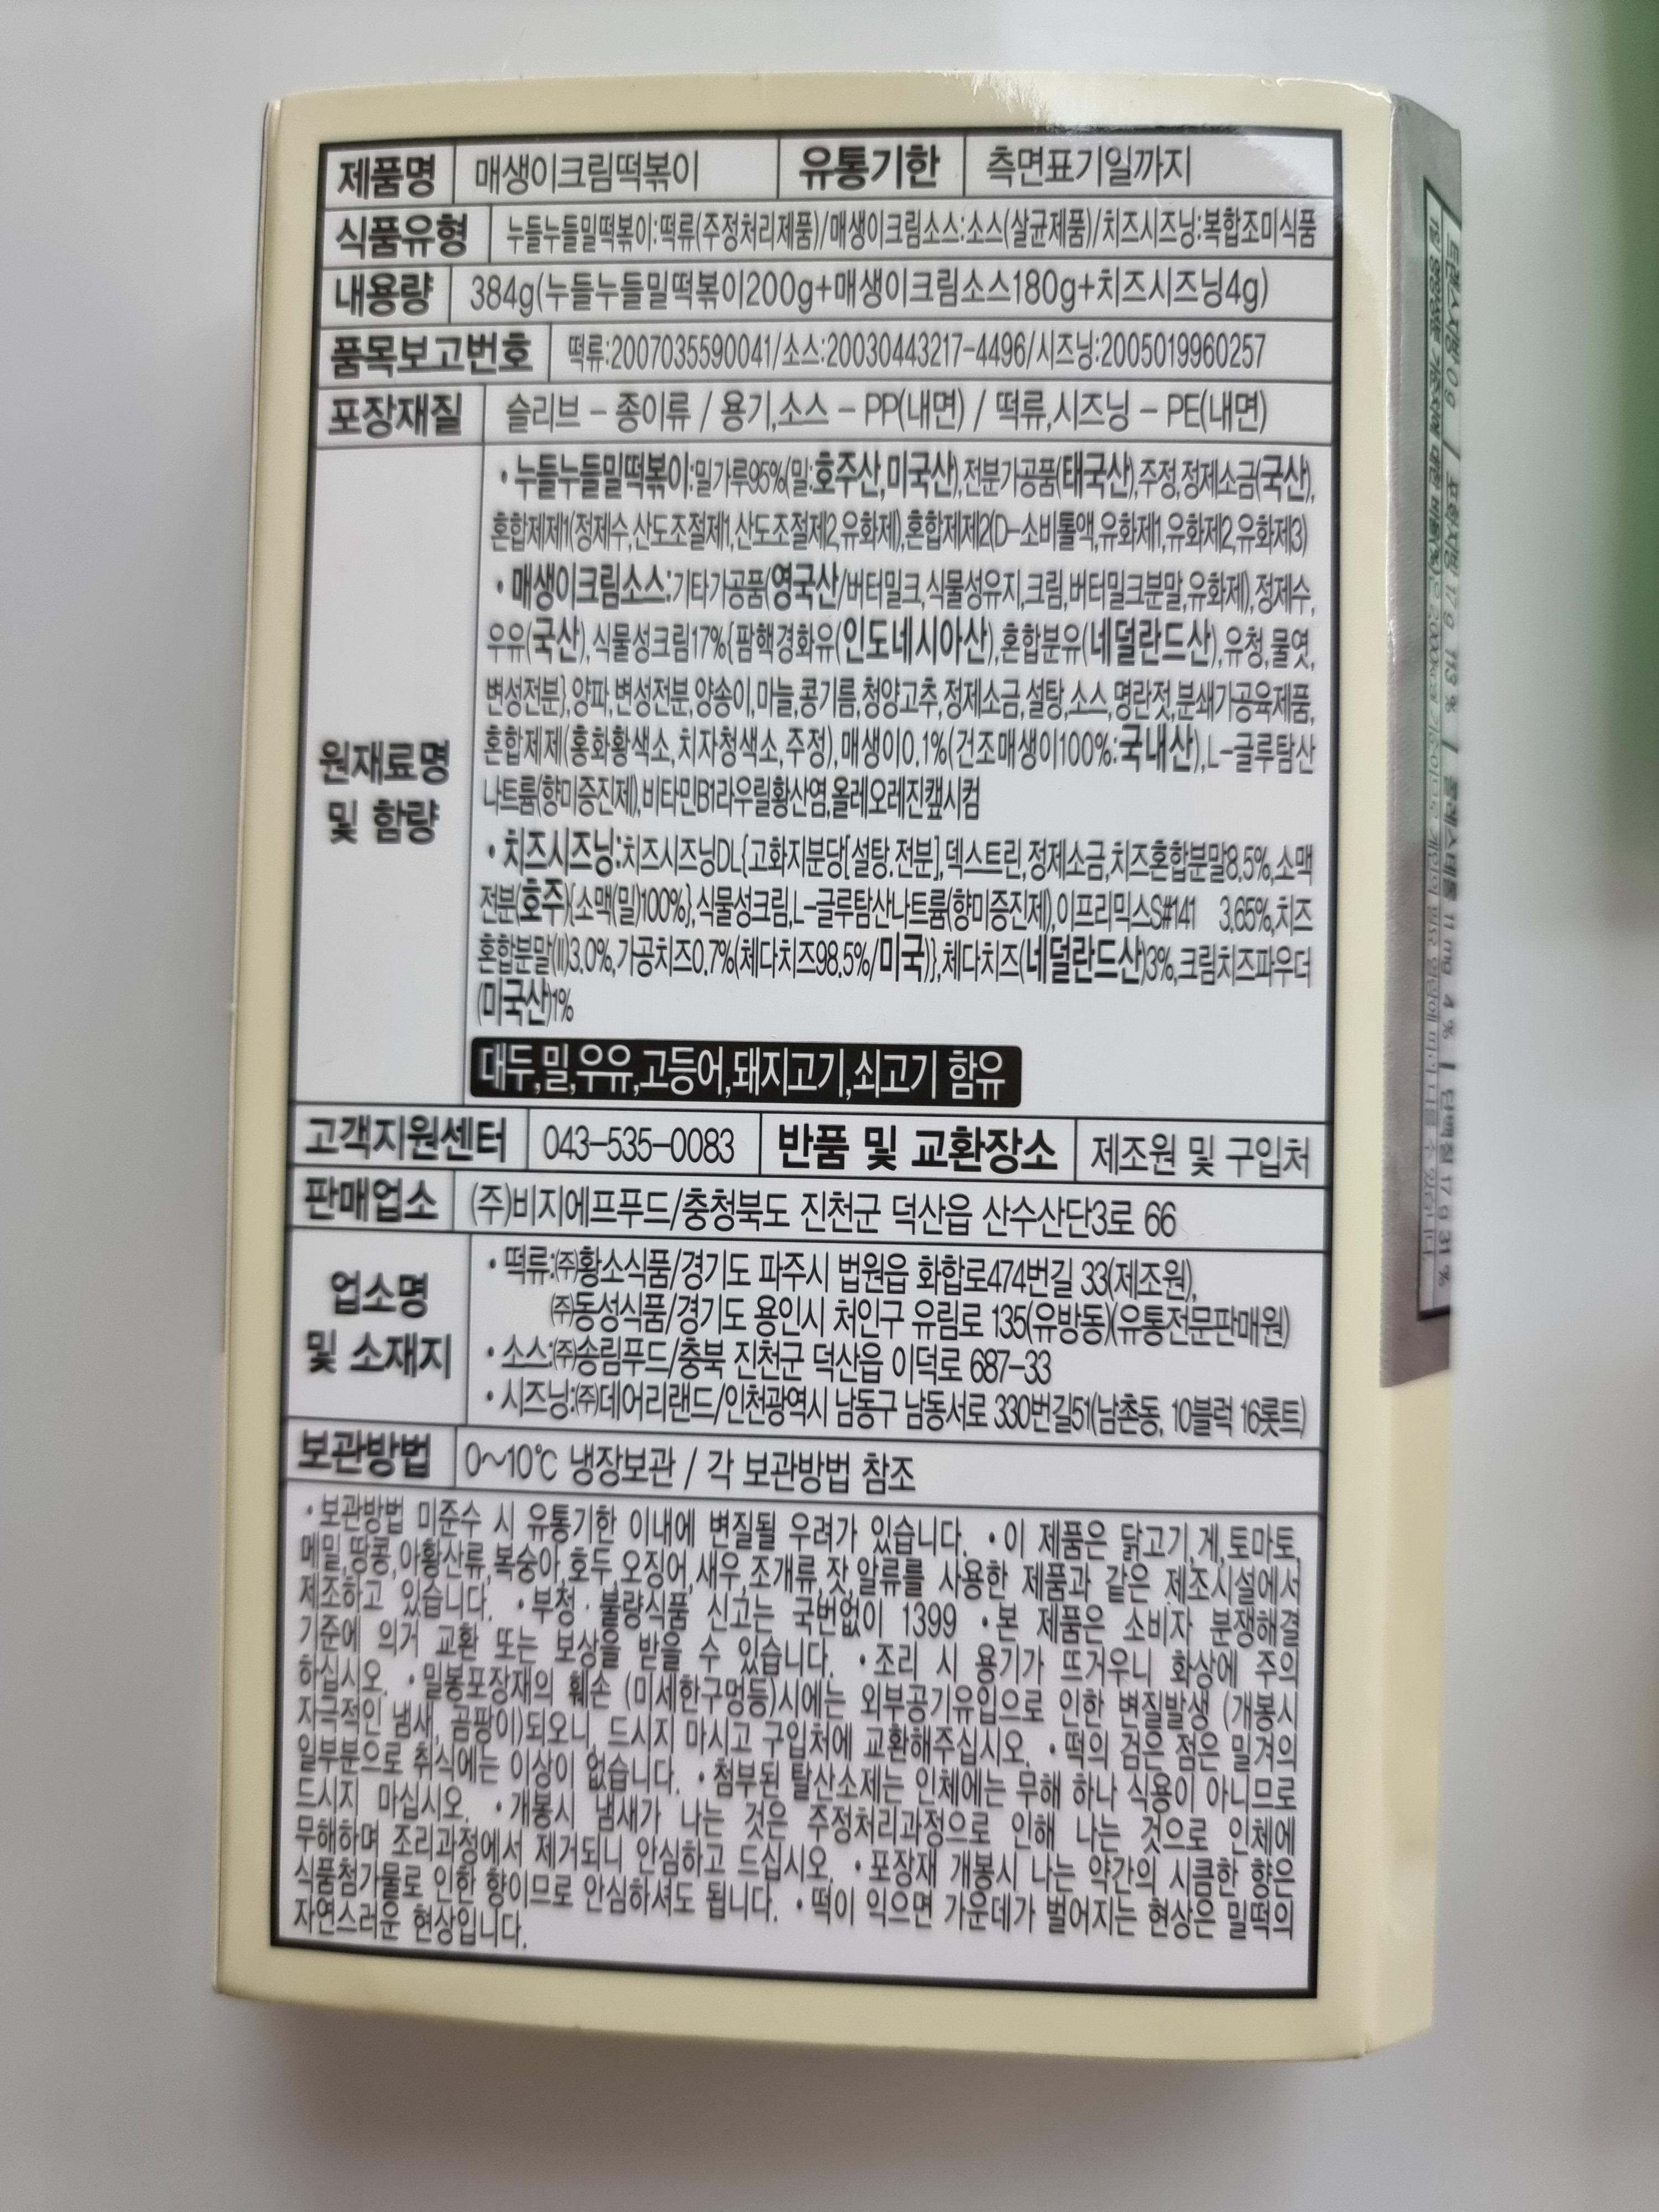 제품명 매생이크림떡볶이 유통기한 측면표기일까지
식품유형 누들누들밀떡볶이:떡류(주정처리제품)/매생이크림소스:소스(살균제품)/치즈시즈닝:복합조미식품
내용량 384g(누들누들밀떡볶이200g+매생이크림소스180g+치즈시즈닝4g)
품목보고번호 떡류:2007035590041/소스:20030443217-4496/시즈닝:2005019960257
포장재질 슬리브 – 종이류 / 용기,소스 – PP(내면) / 떡류,시즈닝 – PE(내면)
원재료명
및 함량
• 누들누들밀떡볶이:밀가루95%(밀:호주산,미국산),전분가공품(태국산),주정,정제소금(국산),
혼합제제1(정제수,산도조절제1,산도조절제2,유화제),혼합제제2(D-소비톨액,유화제1,유화제2,유화제3)
• 매생이크림소스:기타가공품(영국산/버터밀크,식물성유지,크림,버터밀크분말,유화제),정제수,
우유(국산),식물성크림17%{팜핵경화유(인도네시아산),혼합분유(네덜란드산),유청,물엿,
변성전분},양파,변성전분,양송이,마늘,콩기름,청양고추,정제소금,설탕,소스,명란젓,분쇄가공육제품,
혼합제제(홍화황색소,치자청색소,주정),매생이0.1%(건조매생이100%:국내산),L-글루탐산
나트륨(향미증진제),비타민B1라우릴황산염,올레오레진캪시컴
• 치즈시즈닝:치즈시즈닝DL{고화지분당[설탕.전분],덱스트린,정제소금,치즈혼합분말8.5%,소맥
전분(호주){소맥(밀)100%},식물성크림,L-글루탐산나트륨(향미증진제),이프리믹스S#141 3.65%,치즈
혼합분말(II)3.0%,가공치즈0.7%(체다치즈98.5%/미국)},체다치즈(네덜란드산)3%,크림치즈파우더
(미국산)1%
대두,밀,우유,고등어,돼지고기,쇠고기 함유
고객지원센터 043-535-0083 반품 및 교환장소 제조원 및 구입처
판매업소 (주)비지에프푸드/충청북도 진천군 덕산읍 산수산단3로 66
업소명
및 소재지
• 떡류:㈜황소식품/경기도 파주시 법원읍 화합로474번길 33(제조원),
㈜동성식품/경기도 용인시 처인구 유림로 135(유방동)(유통전문판매원)
• 소스:㈜송림푸드/충북 진천군 덕산읍 이덕로 687-33
• 시즈닝:㈜데어리랜드/인천광역시 남동구 남동서로 330번길51(남촌동, 10블럭 16롯트)
보관방법 0~10℃ 냉장보관 / 각 보관방법 참조
• 보관방법 미준수 시 유통기한 이내에 변질될 우려가 있습니다. • 이 제품은 닭고기,게,토마토,
메밀,땅콩,아황산류,복숭아,호두,오징어,새우,조개류,잣,알류를 사용한 제품과 같은 제조시설에서
제조하고 있습니다. • 부정·불량식품 신고는 국번없이 1399 • 본 제품은 소비자 분쟁해결
기준에 의거 교환 또는 보상을 받을 수 있습니다. • 조리 시 용기가 뜨거우니 화상에 주의
하십시오. • 밀봉포장재의 훼손 (미세한구멍등)시에는 외부공기유입으로 인한 변질발생 (개봉시
자극적인 냄새, 곰팡이)되오니, 드시지 마시고 구입처에 교환해주십시오. • 떡의 검은 점은 밀겨의
일부분으로 취식에는 이상이 없습니다. • 첨부된 탈산소제는 인체에는 무해 하나 식용이 아니므로
드시지 마십시오. • 개봉시 냄새가 나는 것은 주정처리과정으로 인해 나는 것으로 인체에
무해하며 조리과정에서 제거되니 안심하고 드십시오. • 포장재 개봉시 나는 약간의 시큼한 향은
식품첨가물로 인한 향이므로 안심하셔도 됩니다. • 떡이 익으면 가운데가 벌어지는 현상은 밀떡의
자연스러운 현상입니다.
트랜스지방 0 g / 포화지방 17 g 113 % / 콜레스테롤 11 mg 4 % / 단백질 17 g 31 %